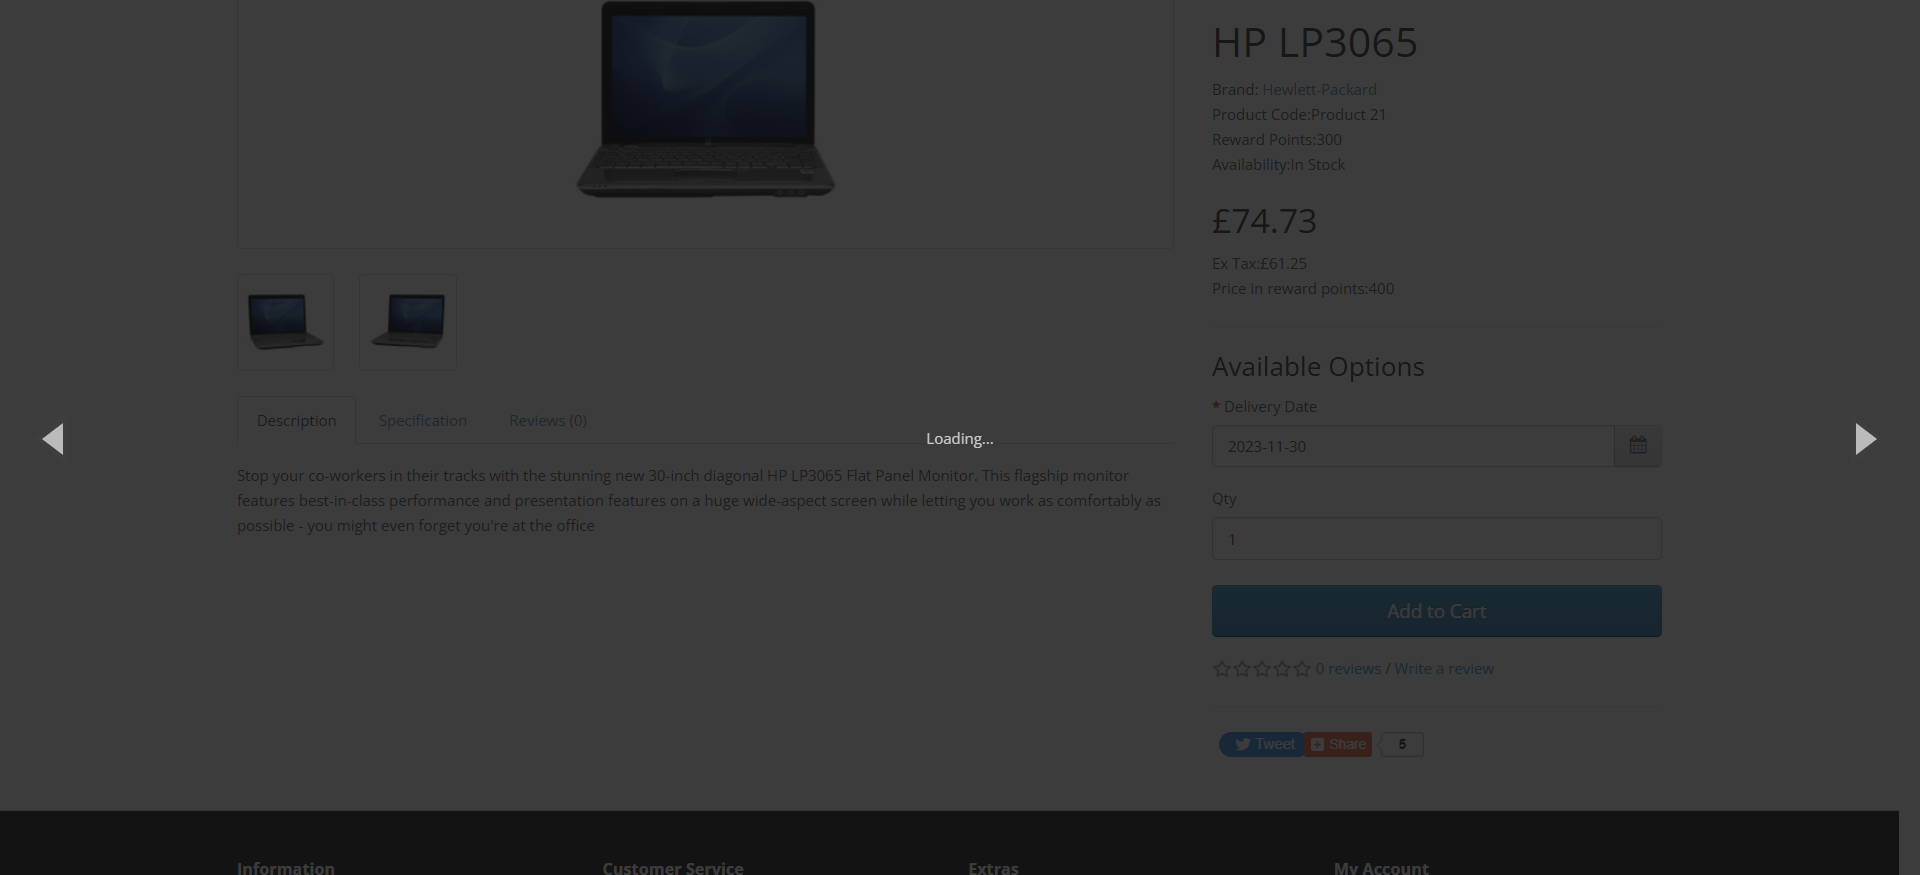 HP LP3065
Brand: Hewlett-Packard
Product Code:Product 21
Reward Points:300
Availability:In Stock
£74.73
Ex Tax:£61.25
Price in reward points:400
Available Options
* Delivery Date
2023-11-30
Qty
1
Add to Cart
0 reviews / Write a review
Tweet
Share
5
Description
Specification
Reviews (0)
Loading...
Stop your co-workers in their tracks with the stunning new 30-inch diagonal HP LP3065 Flat Panel Monitor. This flagship monitor
features best-in-class performance and presentation features on a huge wide-aspect screen while letting you work as comfortably as
possible - you might even forget you're at the office
Information
Customer Service
Extras
My Account